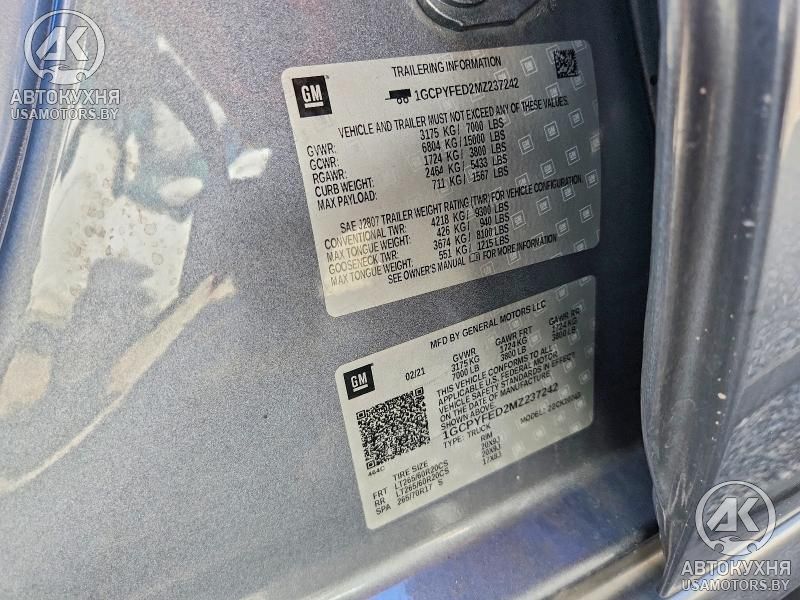 АК
АВТОКУХНЯ
USAMOTORS.BY
GM
TRAILERING INFORMATION
1GCPYFED2MZ237242
VEHICLE AND TRAILER MUST NOT EXCEED ANY OF THESE VALUES
GVWR: 3175 KG/ 7000 LBS
GCWR: 6804 KG/ 15000 LBS
RGAWR: 1724 KG/ 3800 LBS
CURB WEIGHT: 2464 KG/ 5433 LBS
MAX PAYLOAD: 711 KG/ 1567 LBS
SAE J2807 TRAILER WEIGHT RATING (TWR) FOR VEHICLE CONFIGURATION
CONVENTIONAL TWR: 4218 KG/ 9300 LBS
MAX TONGUE WEIGHT: 426 KG/ 940 LBS
GOOSENECK TWR: 3674 KG/ 8100 LBS
MAX TONGUE WEIGHT: 551 KG/ 1215 LBS
SEE OWNER'S MANUAL FOR MORE INFORMATION
MFD BY GENERAL MOTORS LLC
GM
02/21
GVWR GAWR FRT GAWR RR
3175 KG 1724 KG 1724 KG
7000 LB 3800 LB 3800 LB
THIS VEHICLE CONFORMS TO ALL
APPLICABLE U.S. FEDERAL MOTOR
VEHICLE SAFETY STANDARDS IN EFFECT
ON THE DATE OF MANUFACTURE
SHOWN ABOVE.
1GCPYFED2MZ237242
TYPE: TRUCK MODEL:
464C
TIRE SIZE RIM
FRT LT265/60R20CS 20X9J
RR LT265/60R20CS 20X9J
SPA 265/70R17 S 17X8J
АК
АВТОКУХНЯ
USAMOTORS.BY